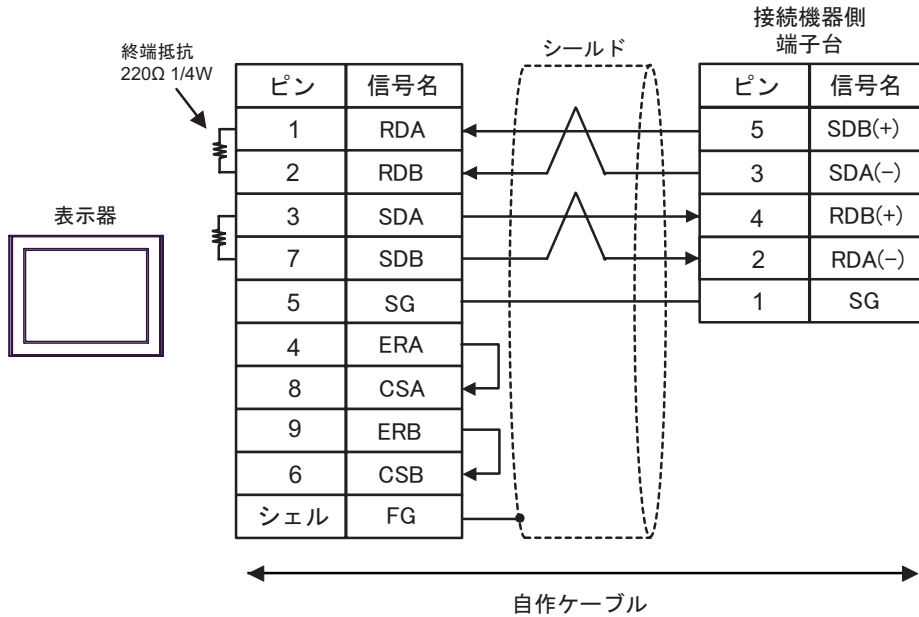 接続機器側
端子台
シールド
終端抵抗
220Ω 1/4W
表示器
ピン 信号名
1 RDA
2 RDB
3 SDA
7 SDB
5 SG
4 ERA
8 CSA
9 ERB
6 CSB
シェル FG
ピン 信号名
5 SDB(+)
3 SDA(−)
4 RDB(+)
2 RDA(−)
1 SG
自作ケーブル